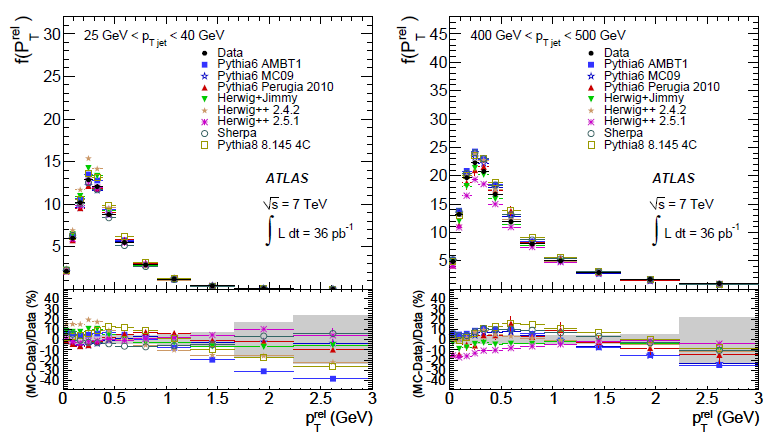 f(P_T^rel)
30
25
20
15
10
5
25 GeV < p_T jet < 40 GeV
Data
Pythia6 AMBT1
Pythia6 MC09
Pythia6 Perugia 2010
Herwig+Jimmy
Herwig++ 2.4.2
Herwig++ 2.5.1
Sherpa
Pythia8 8.145 4C
ATLAS
√s = 7 TeV
∫ L dt = 36 pb⁻¹
(MC-Data)/Data (%)
40
30
20
10
0
-10
-20
-30
-40
0 0.5 1 1.5 2 2.5 3
p_T^rel (GeV)
f(P_T^rel)
45
40
35
30
25
20
15
10
5
400 GeV < p_T jet < 500 GeV
Data
Pythia6 AMBT1
Pythia6 MC09
Pythia6 Perugia 2010
Herwig+Jimmy
Herwig++ 2.4.2
Herwig++ 2.5.1
Sherpa
Pythia8 8.145 4C
ATLAS
√s = 7 TeV
∫ L dt = 36 pb⁻¹
(MC-Data)/Data (%)
40
30
20
10
0
-10
-20
-30
-40
0 0.5 1 1.5 2 2.5 3
p_T^rel (GeV)